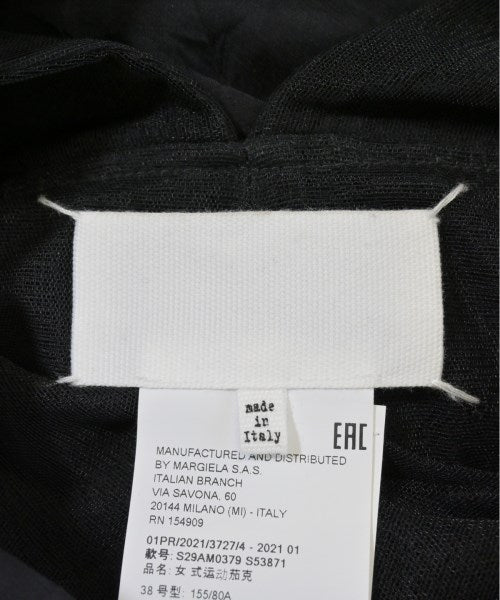 made
in
Italy
EAC
MANUFACTURED AND DISTRIBUTED
BY MARGIELA S.A.S.
ITALIAN BRANCH
VIA SAVONA, 60
20144 MILANO (MI) - ITALY
RN 154909
01PR/2021/3727/4 - 2021 01
款号: S29AM0379 S53871
品名: 女 式运动茄克
38 号型: 155/80A